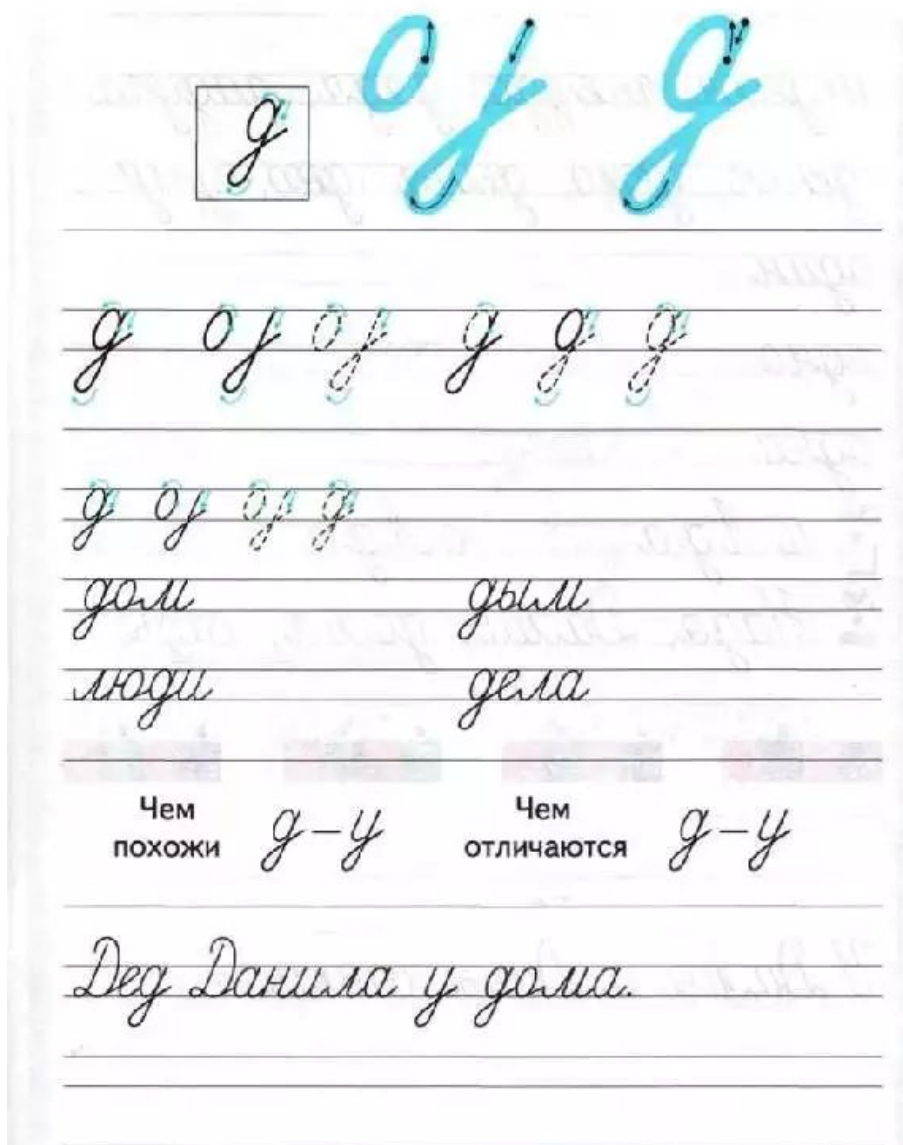 д
д д
дом дым
люди дела
Чем похожи д – у Чем отличаются д – у
Дед Данила у дома.